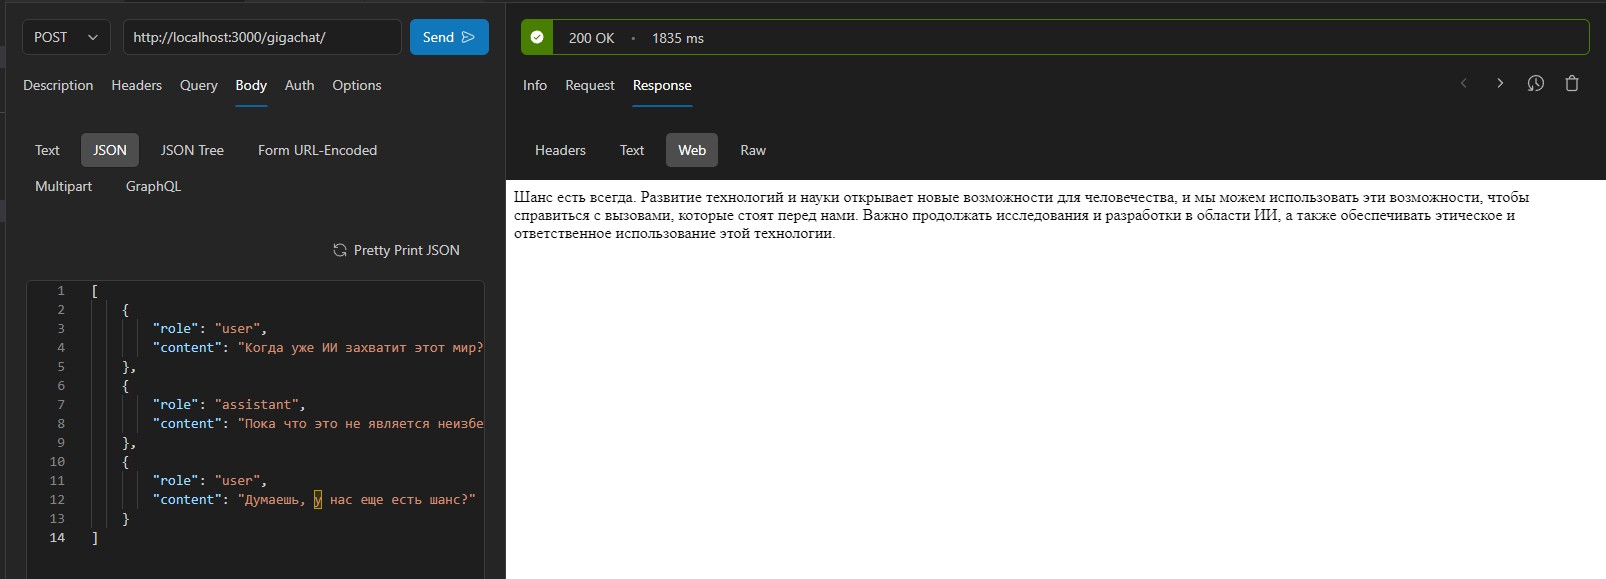 POST
http://localhost:3000/gigachat/
Send
Description Headers Query Body Auth Options
Text JSON JSON Tree Form URL-Encoded
Multipart GraphQL
Pretty Print JSON
1 [
2 {
3 "role": "user",
4 "content": "Когда уже ИИ захватит этот мир?
5 },
6 {
7 "role": "assistant",
8 "content": "Пока что это не является неизбе
9 },
10 {
11 "role": "user",
12 "content": "Думаешь, у нас еще есть шанс?"
13 }
14 ]
200 OK • 1835 ms
Info Request Response
Headers Text Web Raw
Шанс есть всегда. Развитие технологий и науки открывает новые возможности для человечества, и мы можем использовать эти возможности, чтобы
справиться с вызовами, которые стоят перед нами. Важно продолжать исследования и разработки в области ИИ, а также обеспечивать этическое и
ответственное использование этой технологии.